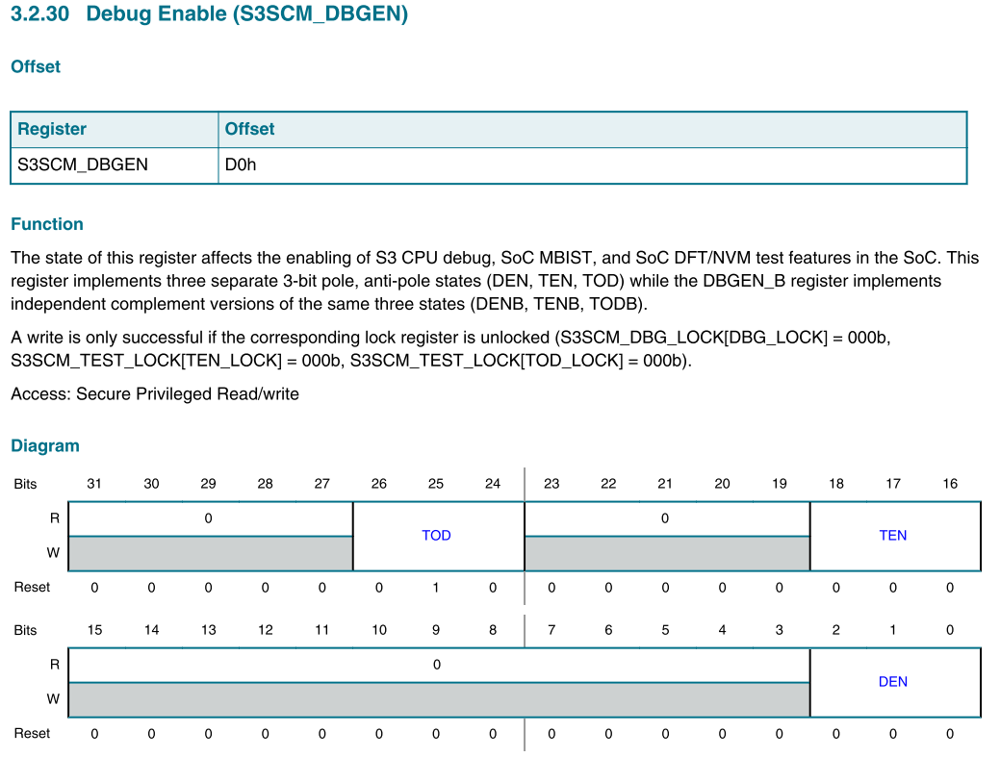 3.2.30 Debug Enable (S3SCM_DBGEN)
Offset
Register Offset
S3SCM_DBGEN D0h
Function
The state of this register affects the enabling of S3 CPU debug, SoC MBIST, and SoC DFT/NVM test features in the SoC. This
register implements three separate 3-bit pole, anti-pole states (DEN, TEN, TOD) while the DBGEN_B register implements
independent complement versions of the same three states (DENB, TENB, TODB).
A write is only successful if the corresponding lock register is unlocked (S3SCM_DBG_LOCK[DBG_LOCK] = 000b,
S3SCM_TEST_LOCK[TEN_LOCK] = 000b, S3SCM_TEST_LOCK[TOD_LOCK] = 000b).
Access: Secure Privileged Read/write
Diagram
Bits 31 30 29 28 27 26 25 24 23 22 21 20 19 18 17 16
R 0 0
TOD TEN
W
Reset 0 0 0 0 0 0 1 0 0 0 0 0 0 0 0 0
Bits 15 14 13 12 11 10 9 8 7 6 5 4 3 2 1 0
R 0
DEN
W
Reset 0 0 0 0 0 0 0 0 0 0 0 0 0 0 0 0